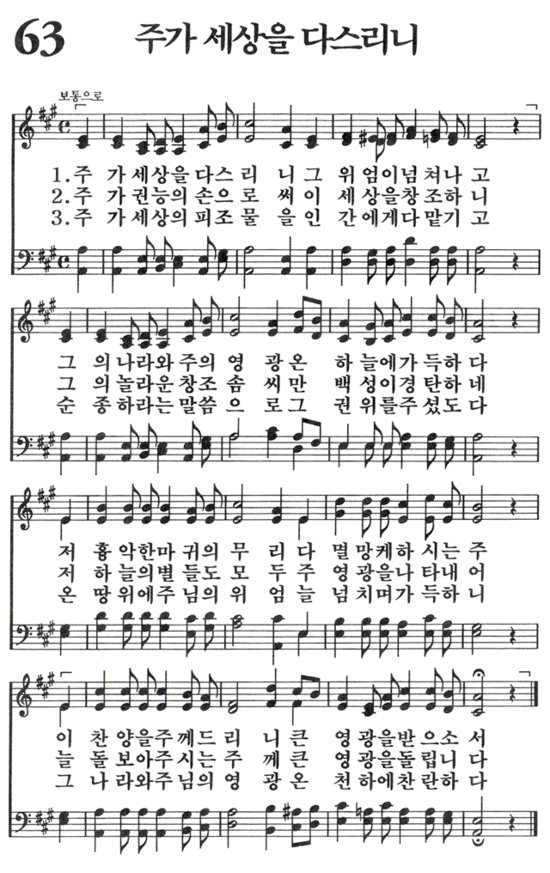 63 주가 세상을 다스리니
보통으로
1.주 가 세상을 다스 리 니 그 위 엄이 넘 쳐나 고
2.주 가 권능의 손으 로 써 이 세 상을 창 조하 니
3.주 가 세상의 피조 물 을 인 간 에게 다 맡기 고
그 의 나라와 주의 영 광 온 하 늘에 가 득하 다
그 의 놀라운 창조 솜 씨 만 백 성이 경 탄하 네
순 종 하라는 말씀 으 로 그 권 위를 주 셨도 다
저 흉 악한 마 귀의 무 리 다 멸 망케 하 시는 주
저 하 늘의 별 들도 모 두 주 영 광을 나 타내 어
온 땅 위에 주 님의 위 엄 늘 넘 치며 가 득하 니
이 찬 양을 주 께드 리 니 큰 영 광을 받 으소 서
늘 돌 보아 주 시는 주 께 큰 영 광을 돌 립니 다
그 나 라와 주 님의 영 광 온 천 하에 찬 란하 다